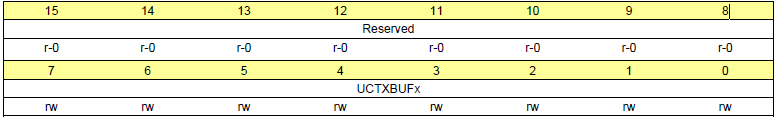 15 14 13 12 11 10 9 8
Reserved
r-0 r-0 r-0 r-0 r-0 r-0 r-0 r-0
7 6 5 4 3 2 1 0
UCTXBUFx
rw rw rw rw rw rw rw rw